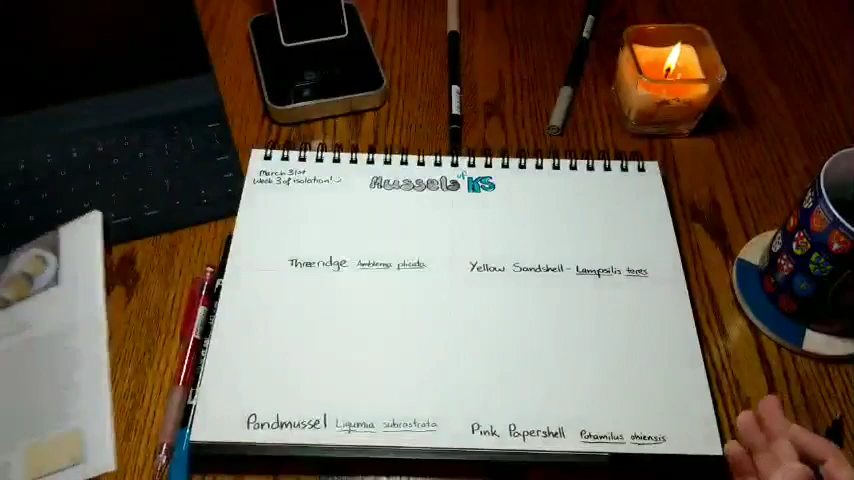 March 31st
Week 3 of isolation! :)
Mussels of KS
Threeridge Amblema plicata
Yellow Sandshell - Lampsilis teres
Pondmussel Ligumia subrostrata
Pink Papershell Potamilus ohiensis